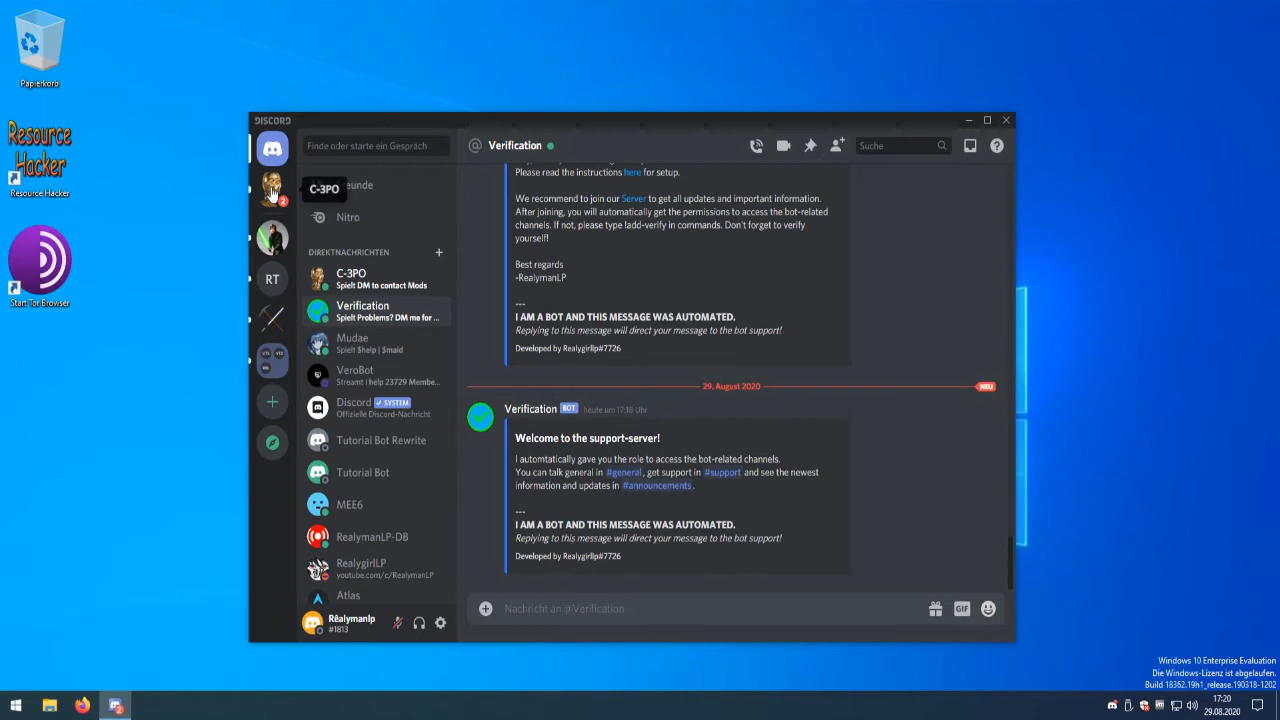 Papierkorb
Resource
Hacker
Resource Hacker
Start Tor Browser
DISCORD
Finde oder starte ein Gespräch
C-3PO
2
eunde
Nitro
DIREKTNACHRICHTEN
RT
C-3PO
Spielt DM to contact Mods
Verification
Spielt Problems? DM me for ...
Mudae
Spielt $help | $maid
VeroBot
Streamt i help 23729 Membe...
Discord ✓ SYSTEM
Offizielle Discord-Nachricht
Tutorial Bot Rewrite
Tutorial Bot
MEE6
RealymanLP-DB
RealygirlLP
youtube.com/c/RealymanLP
Atlas
Rêalymanlp
#1813
@ Verification
Suche
Please read the instructions here for setup.
We recommend to join our Server to get all updates and important information.
After joining, you will automatically get the permissions to access the bot-related
channels. If not, please type !add-verify in commands. Don't forget to verify
yourself!
Best regards
-RealymanLP
---
I AM A BOT AND THIS MESSAGE WAS AUTOMATED.
Replying to this message will direct your message to the bot support!
Developed by Realygirllp#7726
29. August 2020
NEU
Verification BOT heute um 17:18 Uhr
Welcome to the support-server!
I automtatically gave you the role to access the bot-related channels.
You can talk general in #general, get support in #support and see the newest
information and updates in #announcements.
---
I AM A BOT AND THIS MESSAGE WAS AUTOMATED.
Replying to this message will direct your message to the bot support!
Developed by Realygirllp#7726
Nachricht an @Verification
GIF
Windows 10 Enterprise Evaluation
Die Windows-Lizenz ist abgelaufen.
Build 18362.19h1_release.190318-1202
2
17:20
29.08.2020